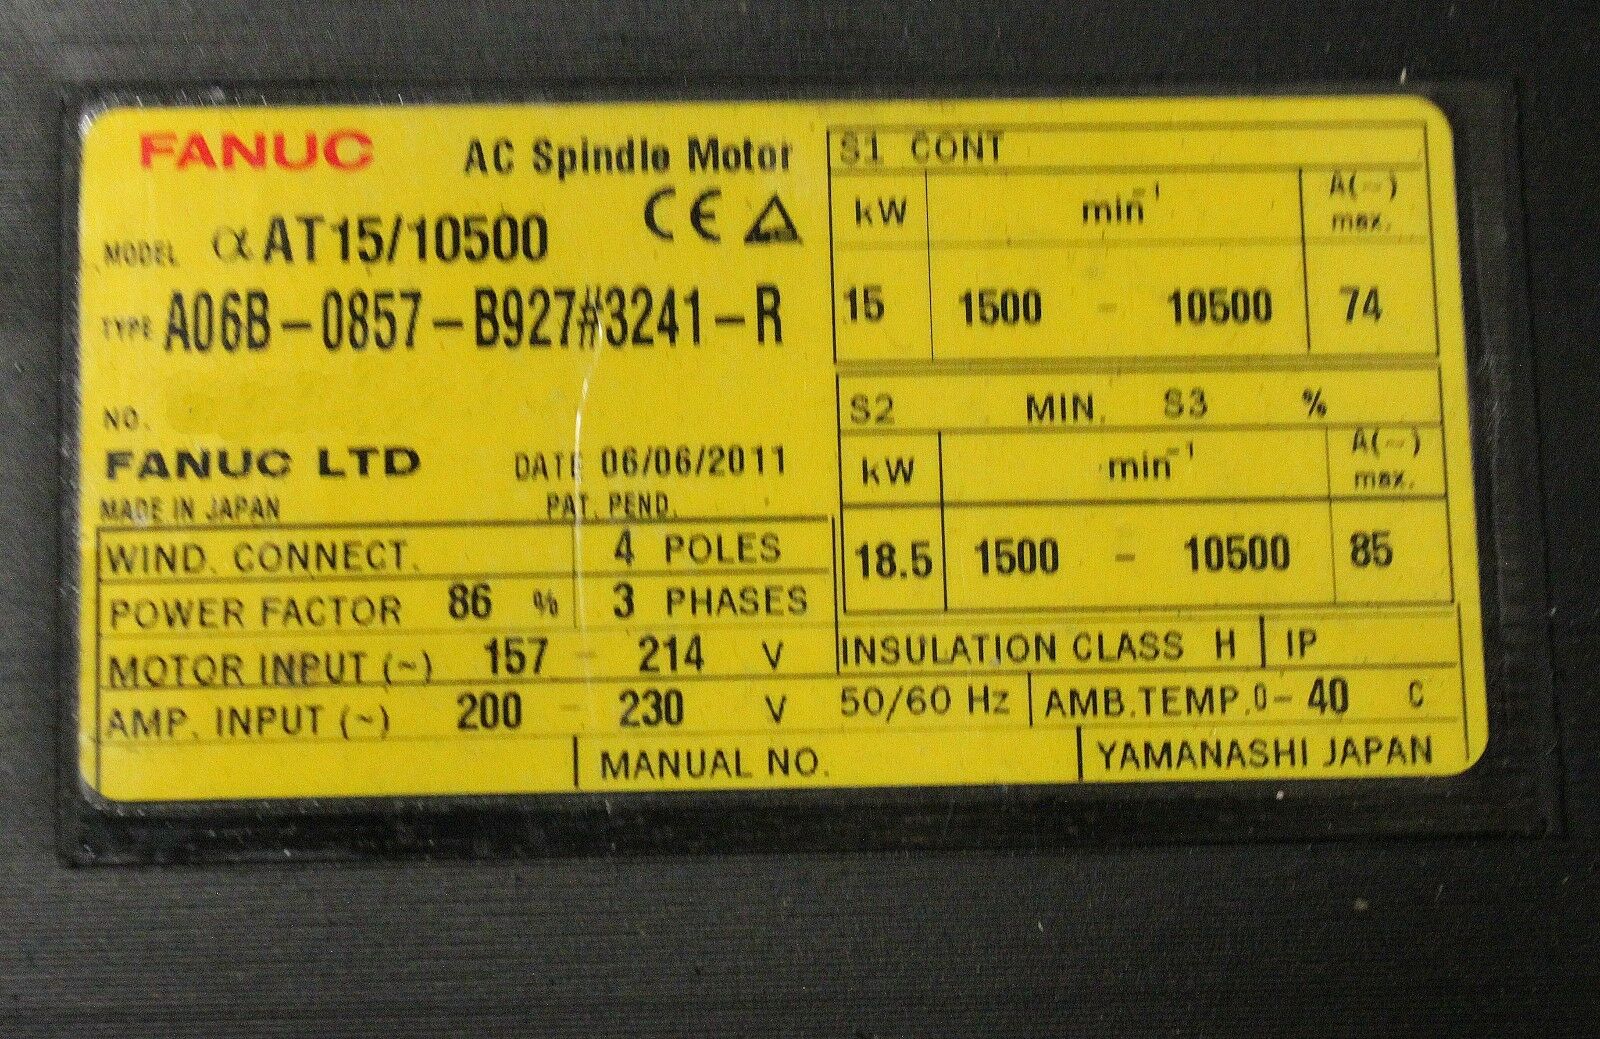 FANUC AC Spindle Motor
MODEL αAT15/10500 CE
TYPE A06B-0857-B927#3241-R
NO.
FANUC LTD DATE 06/06/2011
MADE IN JAPAN PAT. PEND.
WIND. CONNECT. 4 POLES
POWER FACTOR 86 % 3 PHASES
MOTOR INPUT (~) 157 - 214 V
AMP. INPUT (~) 200 - 230 V
S1 CONT
kW min-1 A(~) max.
15 1500 - 10500 74
S2 MIN. S3 %
kW min-1 A(~) max.
18.5 1500 - 10500 85
INSULATION CLASS H IP
50/60 Hz AMB.TEMP. 0-40 C
MANUAL NO. YAMANASHI JAPAN